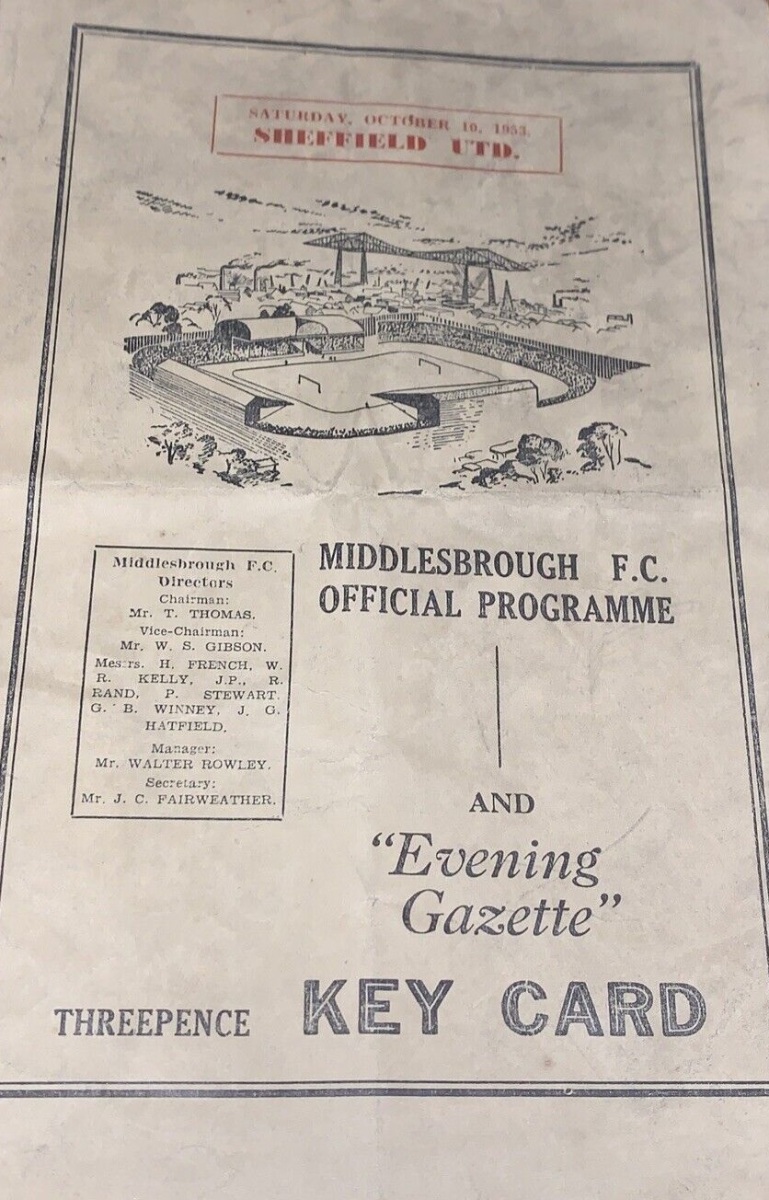 SATURDAY, OCTOBER 10, 1953.
SHEFFIELD UTD.
Middlesbrough F.C.
Directors
Chairman:
Mr. T. THOMAS.
Vice-Chairman:
Mr. W. S. GIBSON.
Messrs. H. FRENCH, W.
R. KELLY, J.P., R.
RAND, P. STEWART.
G. B. WINNEY, J. G.
HATFIELD.
Manager:
Mr. WALTER ROWLEY.
Secretary:
Mr. J. C. FAIRWEATHER.
MIDDLESBROUGH F.C.
OFFICIAL PROGRAMME
AND
"Evening
Gazette"
THREEPENCE KEY CARD